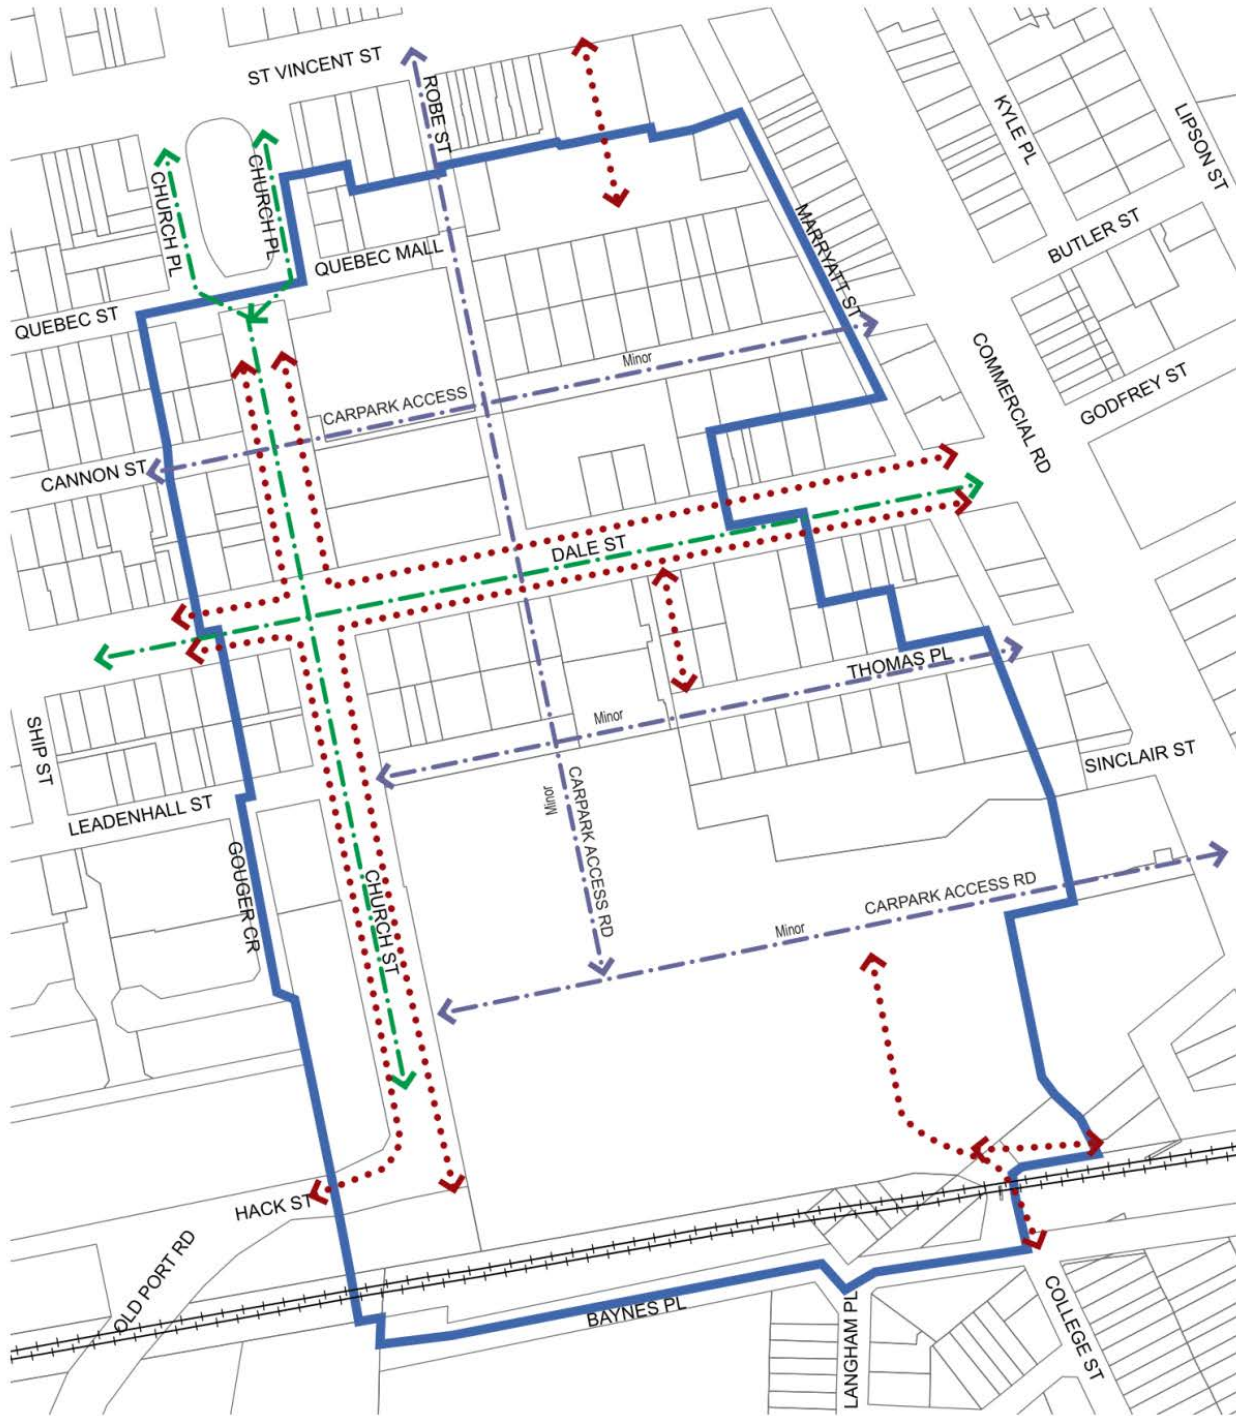 ST VINCENT ST
ROBE ST
KYLE PL
LIPSON ST
CHURCH PL
CHURCH PL
MARRYATT ST
BUTLER ST
QUEBEC MALL
QUEBEC ST
Minor
COMMERCIAL RD
GODFREY ST
CARPARK ACCESS
CANNON ST
DALE ST
THOMAS PL
Minor
SHIP ST
SINCLAIR ST
LEADENHALL ST
Minor
CARPARK ACCESS RD
GOUGER CR
CHURCH ST
CARPARK ACCESS RD
Minor
HACK ST
OLD PORT RD
BAYNES PL
LANGHAM PL
COLLEGE ST